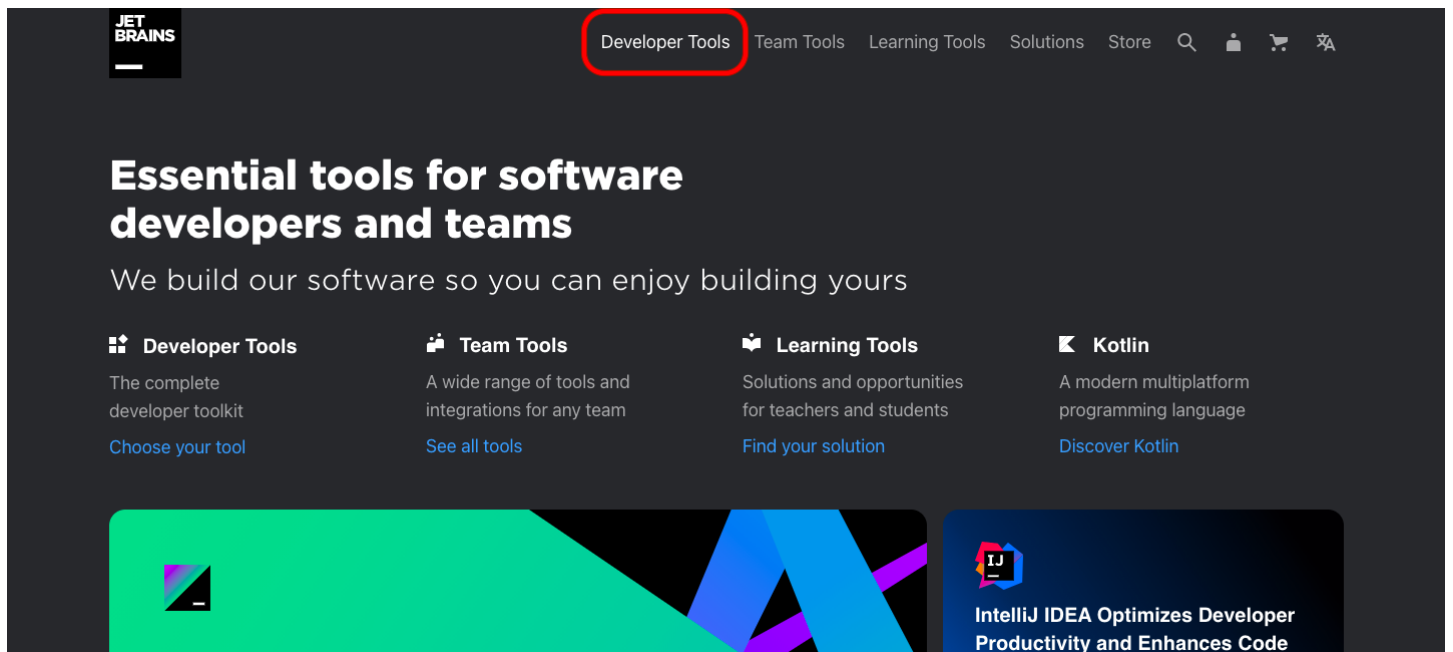 JET
BRAINS
Developer Tools Team Tools Learning Tools Solutions Store
Essential tools for software
developers and teams
We build our software so you can enjoy building yours
Developer Tools
The complete
developer toolkit
Choose your tool
Team Tools
A wide range of tools and
integrations for any team
See all tools
Learning Tools
Solutions and opportunities
for teachers and students
Find your solution
Kotlin
A modern multiplatform
programming language
Discover Kotlin
IJ
IntelliJ IDEA Optimizes Developer
Productivity and Enhances Code